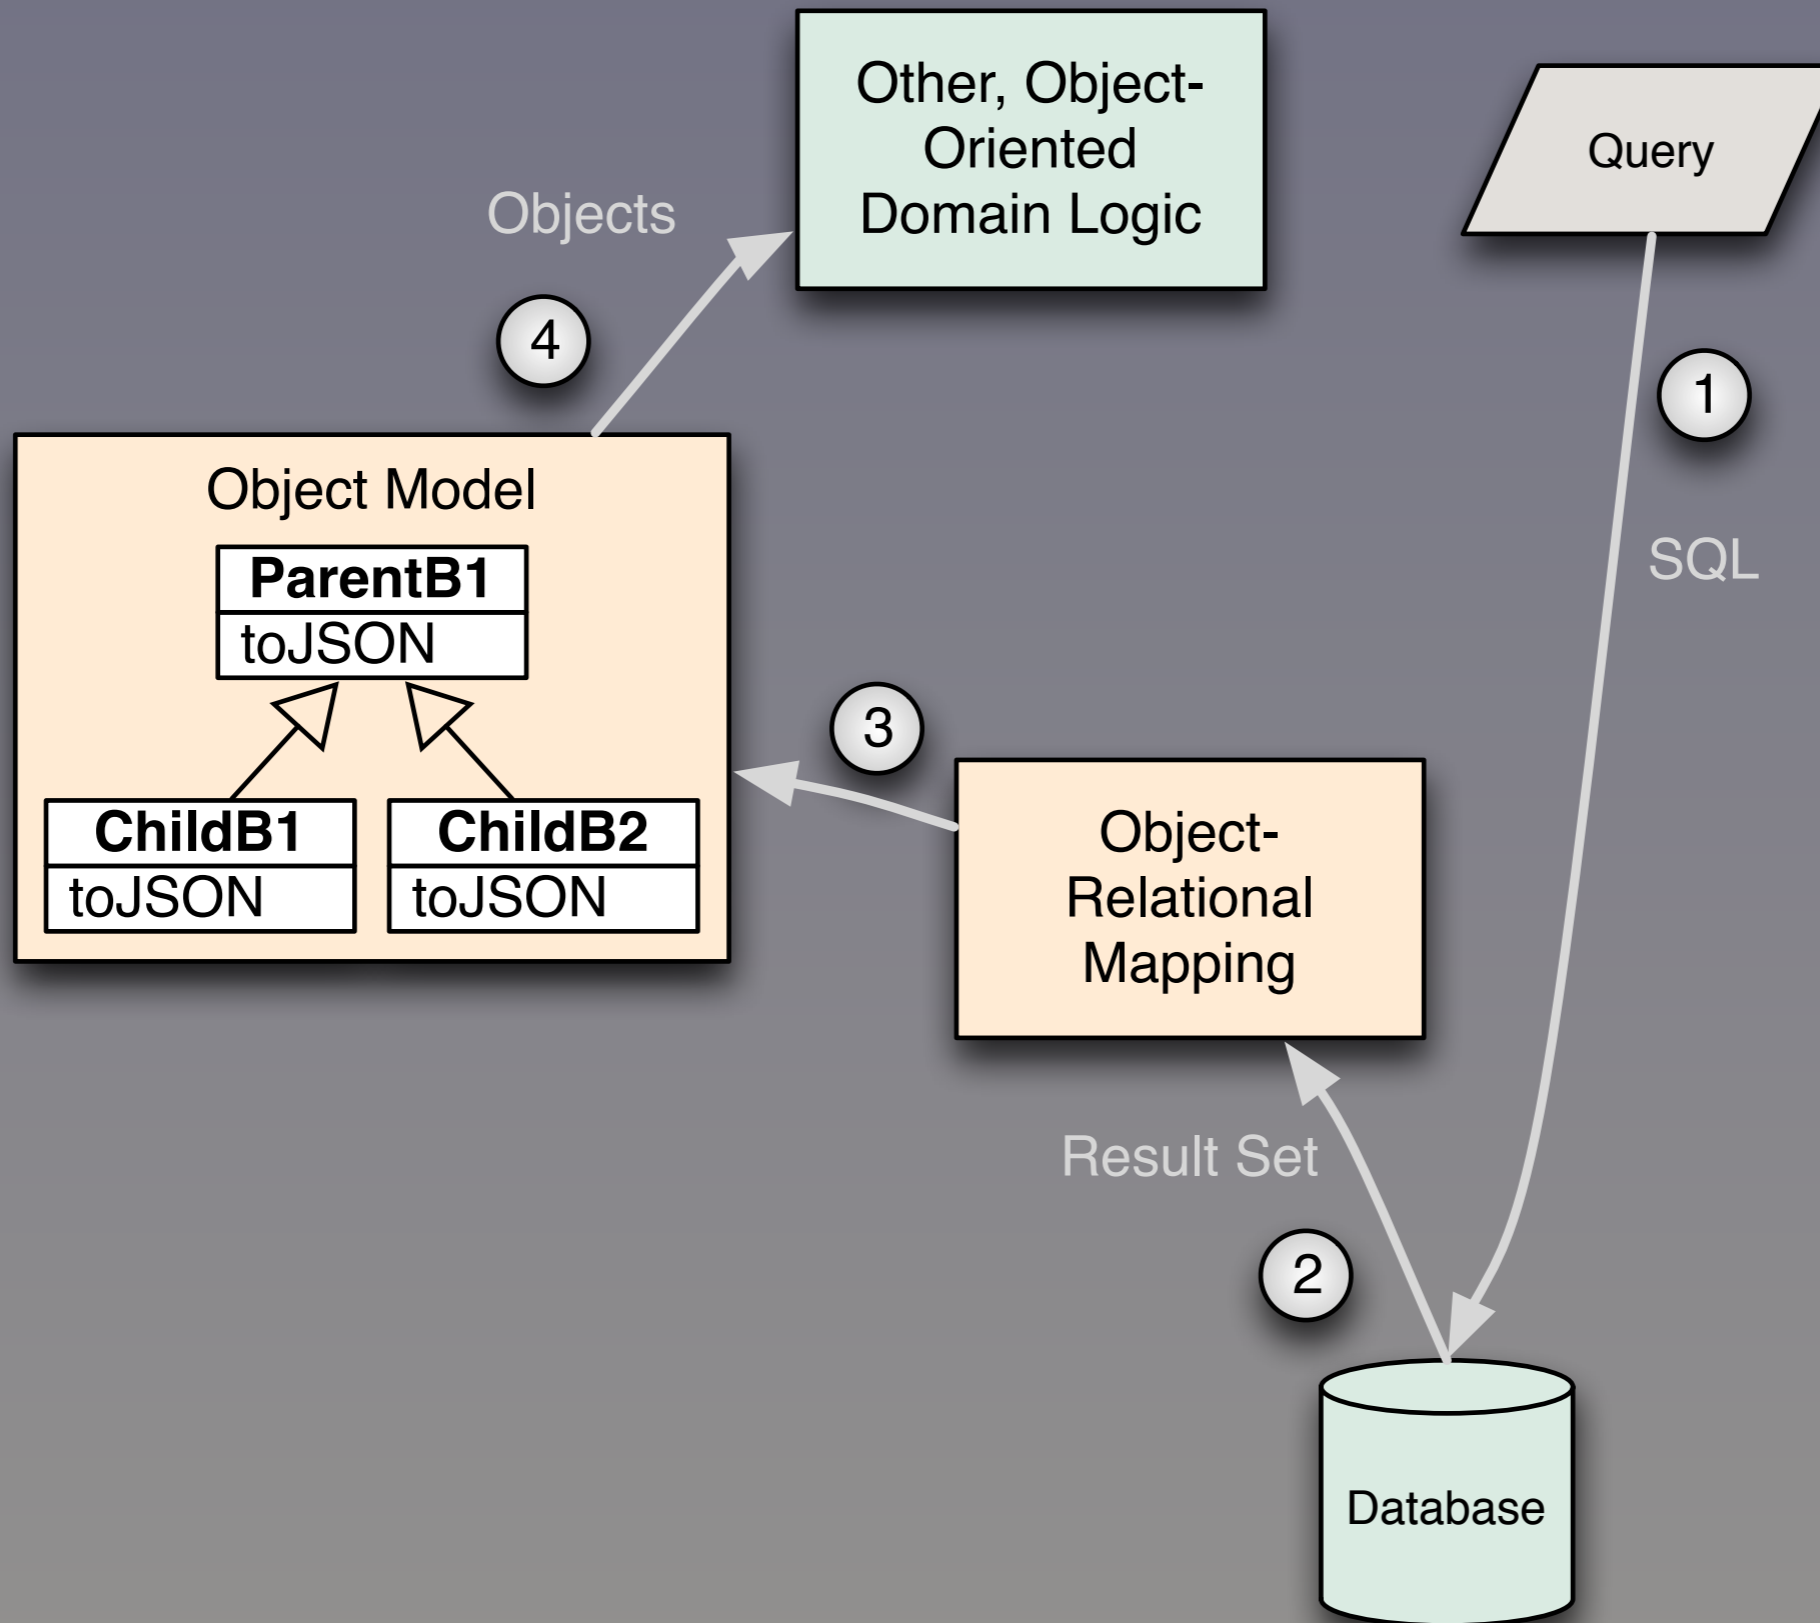 Other, Object-
Oriented
Domain Logic
Query
Objects
4
1
SQL
Object Model
ParentB1
toJSON
ChildB1
toJSON
ChildB2
toJSON
3
Object-
Relational
Mapping
Result Set
2
Database